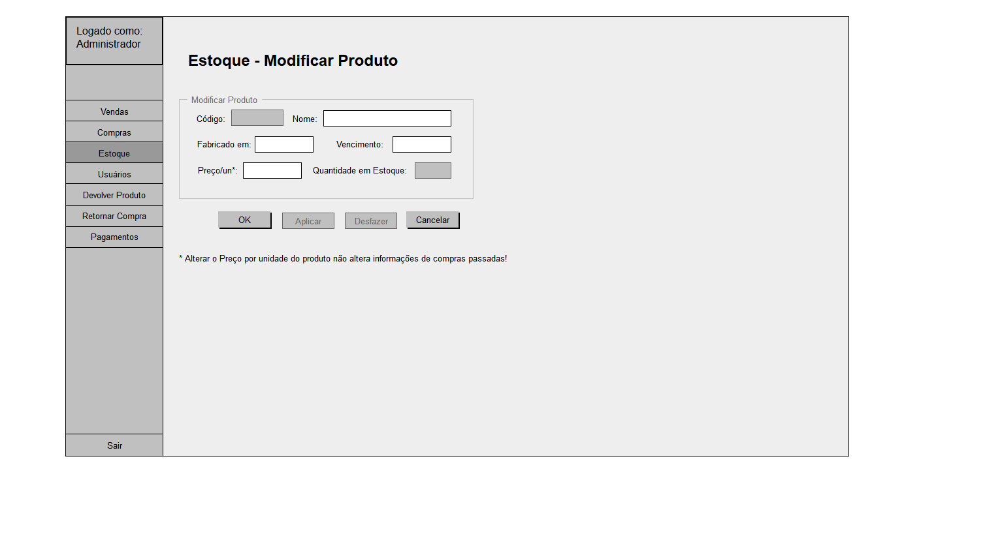 Logado como:
Administrador
Vendas
Compras
Estoque
Usuários
Devolver Produto
Retornar Compra
Pagamentos
Sair
Estoque - Modificar Produto
Modificar Produto
Código: Nome:
Fabricado em: Vencimento:
Preço/un*: Quantidade em Estoque:
OK Aplicar Desfazer Cancelar
* Alterar o Preço por unidade do produto não altera informações de compras passadas!